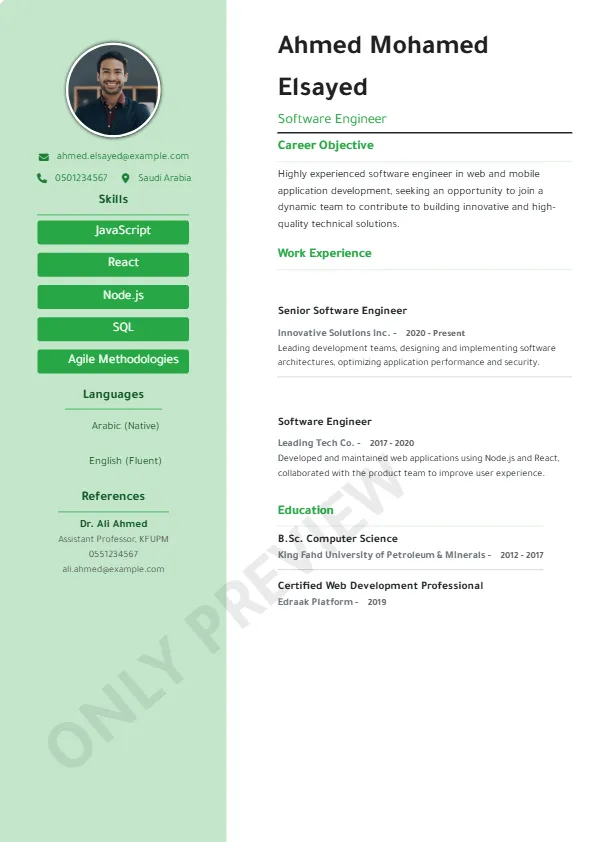 ahmed.elsayed@example.com
0501234567 Saudi Arabia
Skills
JavaScript
React
Node.js
SQL
Agile Methodologies
Languages
Arabic (Native)
English (Fluent)
References
Dr. Ali Ahmed
Assistant Professor, KFUPM
0551234567
ali.ahmed@example.com
Ahmed Mohamed
Elsayed
Software Engineer
Career Objective
Highly experienced software engineer in web and mobile
application development, seeking an opportunity to join a
dynamic team to contribute to building innovative and high-
quality technical solutions.
Work Experience
Senior Software Engineer
Innovative Solutions Inc. - 2020 - Present
Leading development teams, designing and implementing software
architectures, optimizing application performance and security.
Software Engineer
Leading Tech Co. - 2017 - 2020
Developed and maintained web applications using Node.js and React,
collaborated with the product team to improve user experience.
Education
B.Sc. Computer Science
King Fahd University of Petroleum & Minerals - 2012 - 2017
Certified Web Development Professional
Edraak Platform - 2019
ONLY PREVIEW